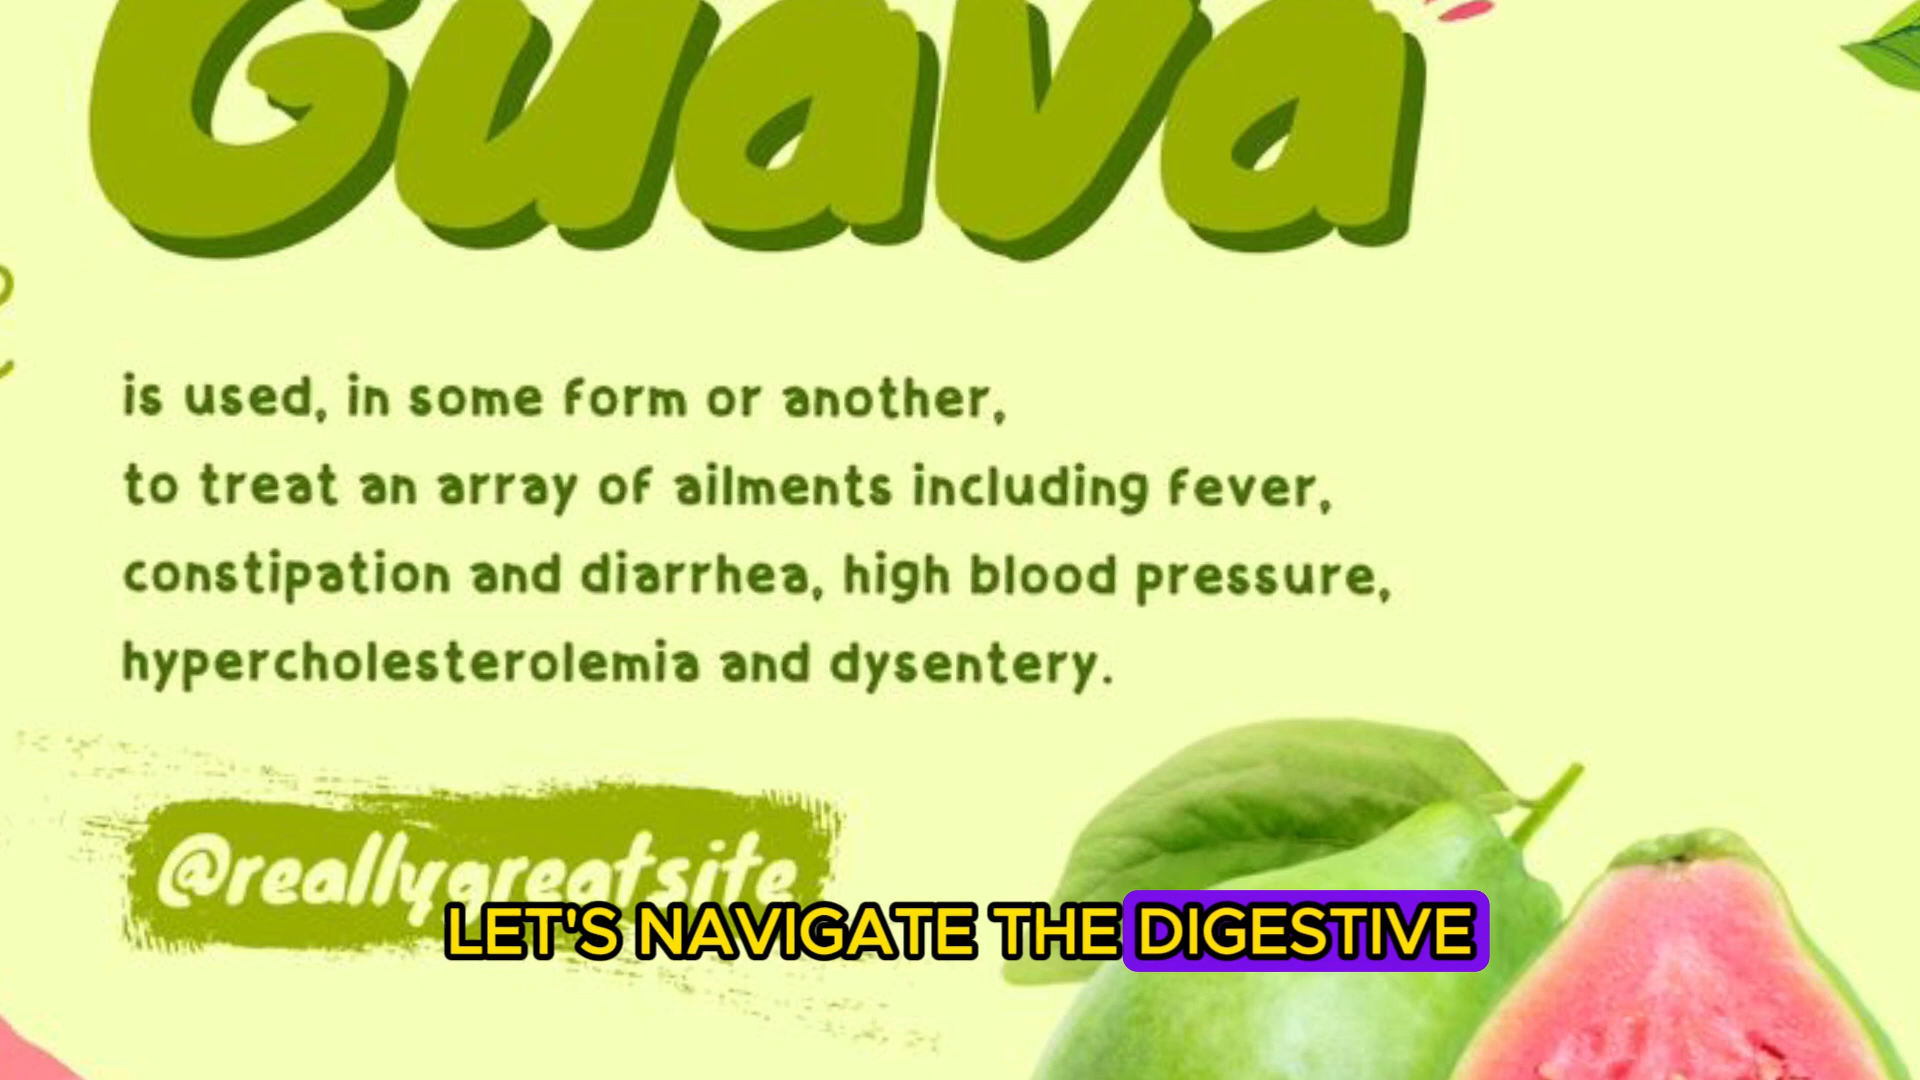 Guava
is used, in some form or another,
to treat an array of ailments including fever,
constipation and diarrhea, high blood pressure,
hypercholesterolemia and dysentery.
@reallygreatsite
LET'S NAVIGATE THE DIGESTIVE